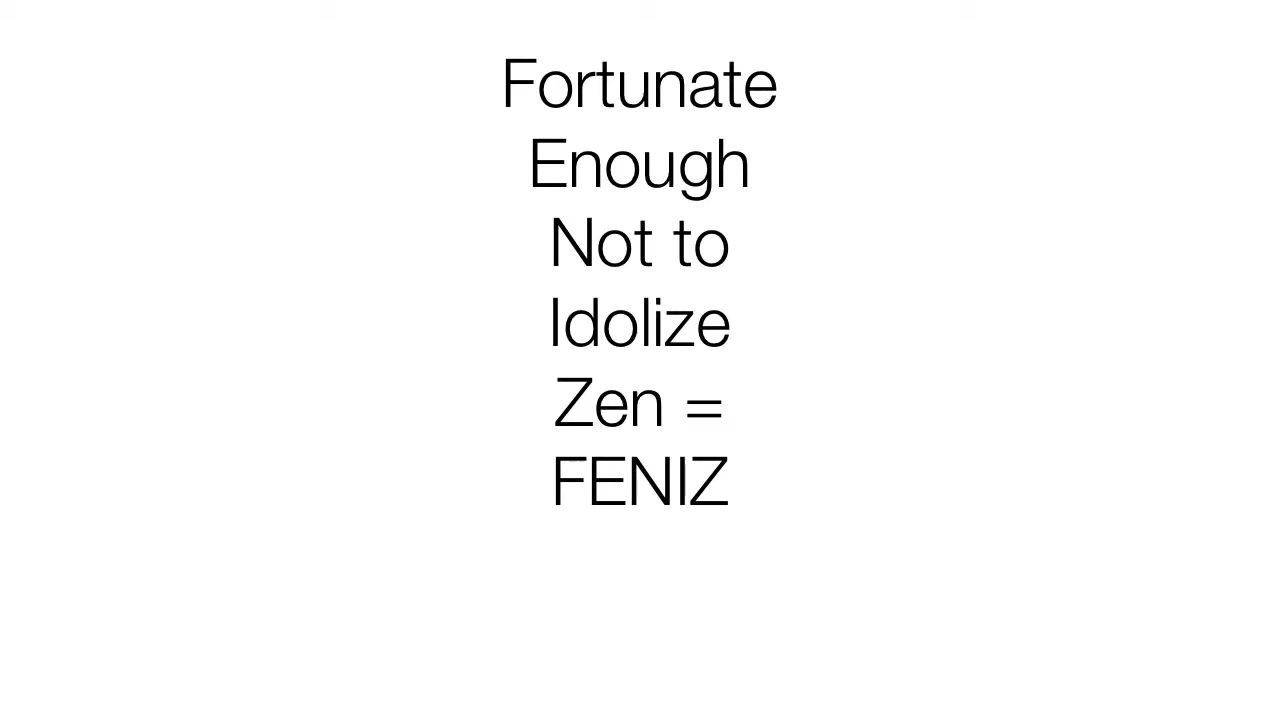 Fortunate
Enough
Not to
Idolize
Zen =
FENIZ